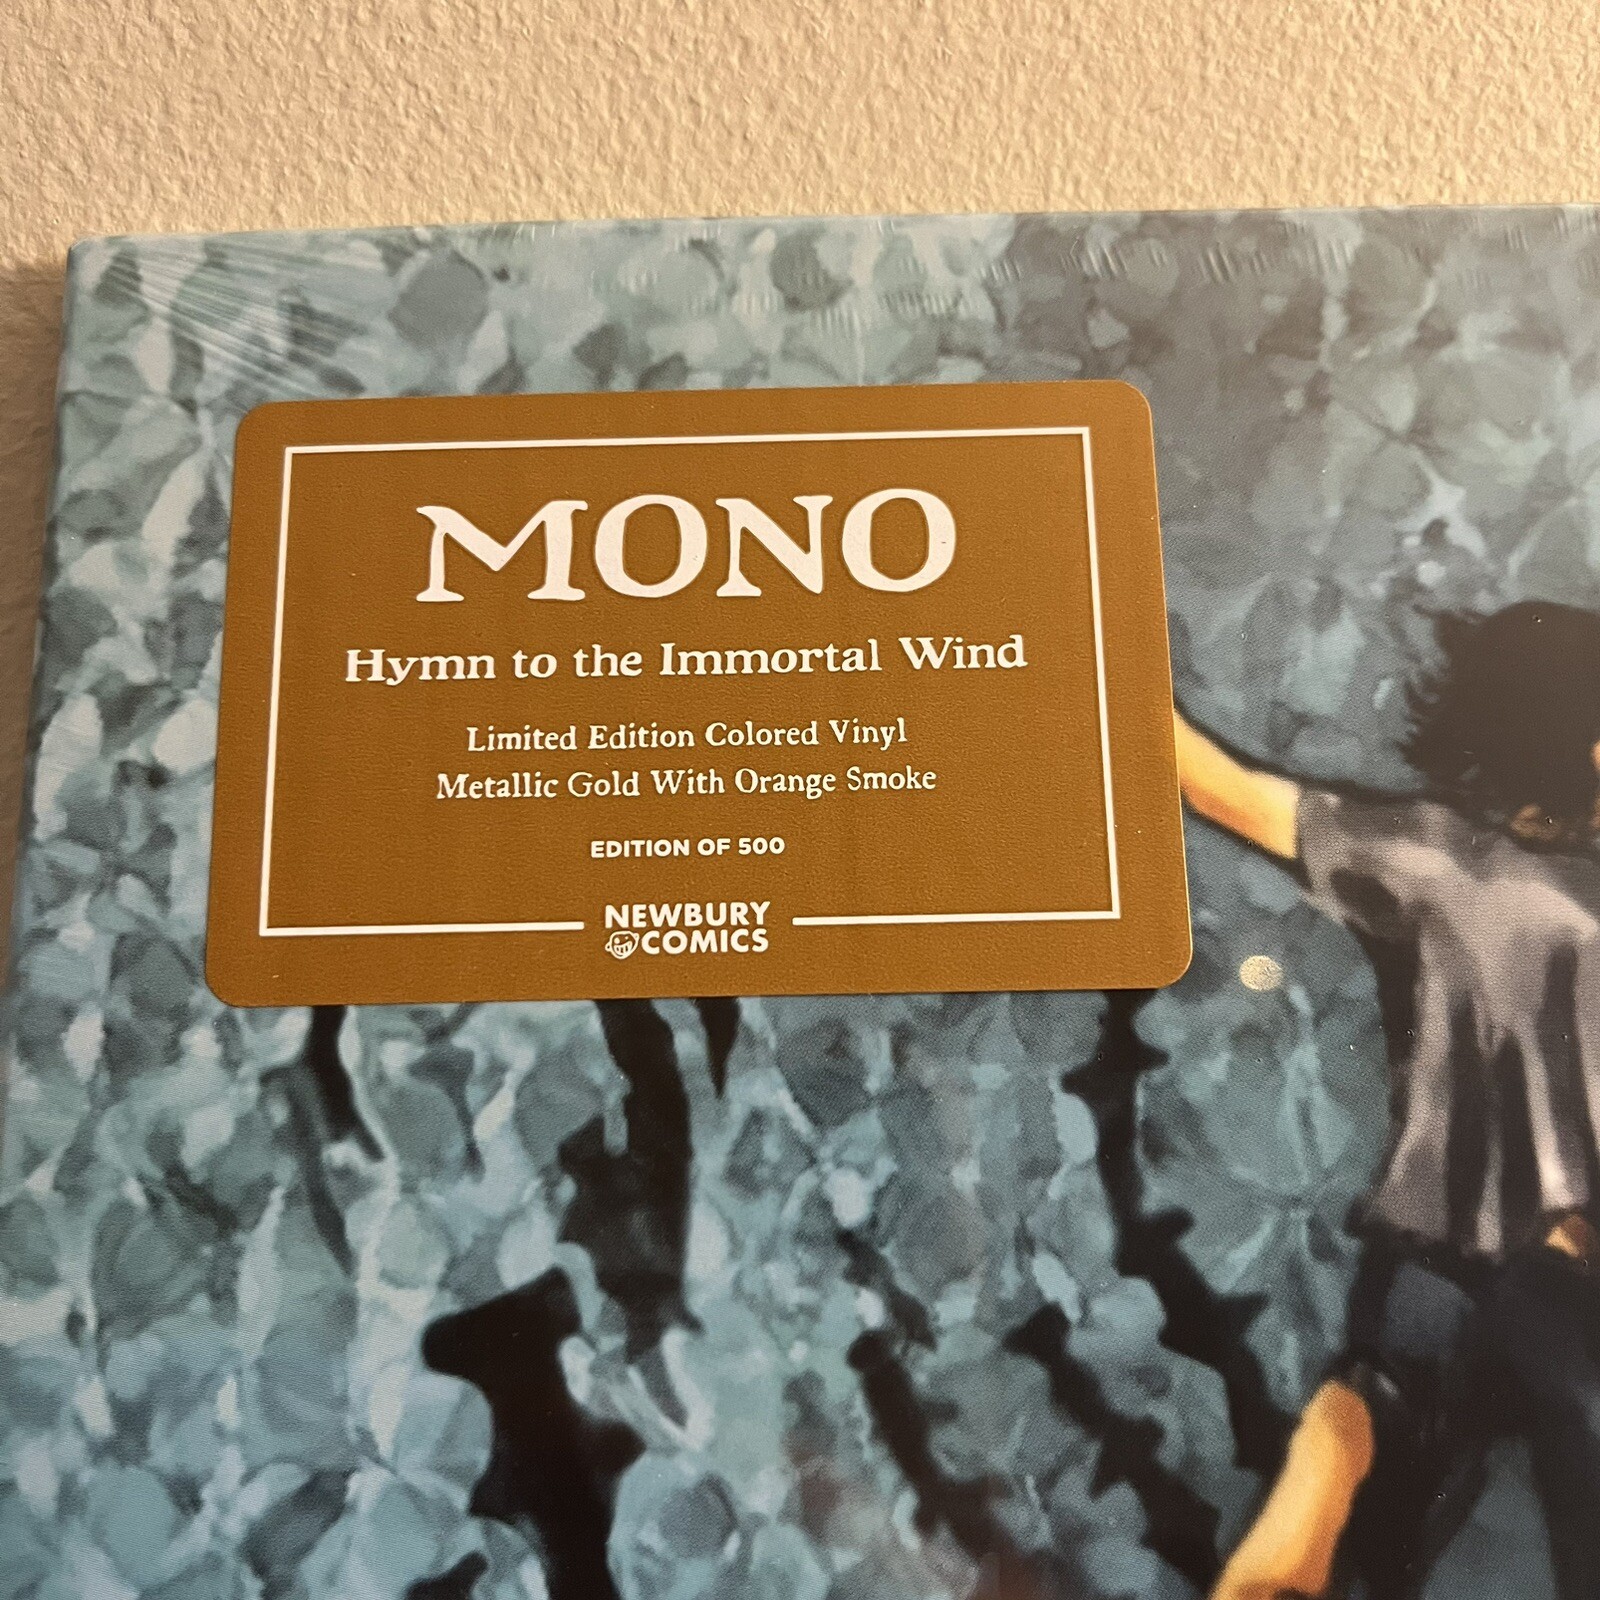 MONO
Hymn to the Immortal Wind
Limited Edition Colored Vinyl
Metallic Gold With Orange Smoke
EDITION OF 500
NEWBURY
COMICS